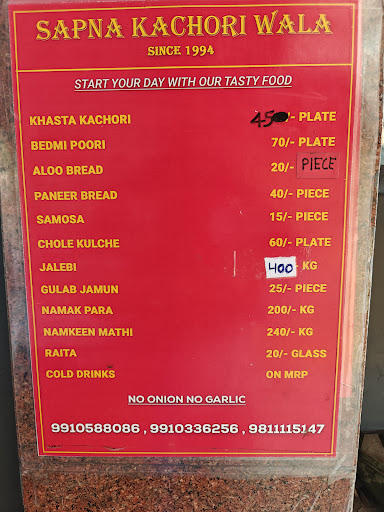 SAPNA KACHORI WALA
SINCE 1994
START YOUR DAY WITH OUR TASTY FOOD
KHASTA KACHORI 45/- PLATE
BEDMI POORI 70/- PLATE
ALOO BREAD 20/- PIECE
PANEER BREAD 40/- PIECE
SAMOSA 15/- PIECE
CHOLE KULCHE 60/- PLATE
JALEBI 400 KG
GULAB JAMUN 25/- PIECE
NAMAK PARA 200/- KG
NAMKEEN MATHI 240/- KG
RAITA 20/- GLASS
COLD DRINKS ON MRP
NO ONION NO GARLIC
9910588086 , 9910336256 , 9811115147